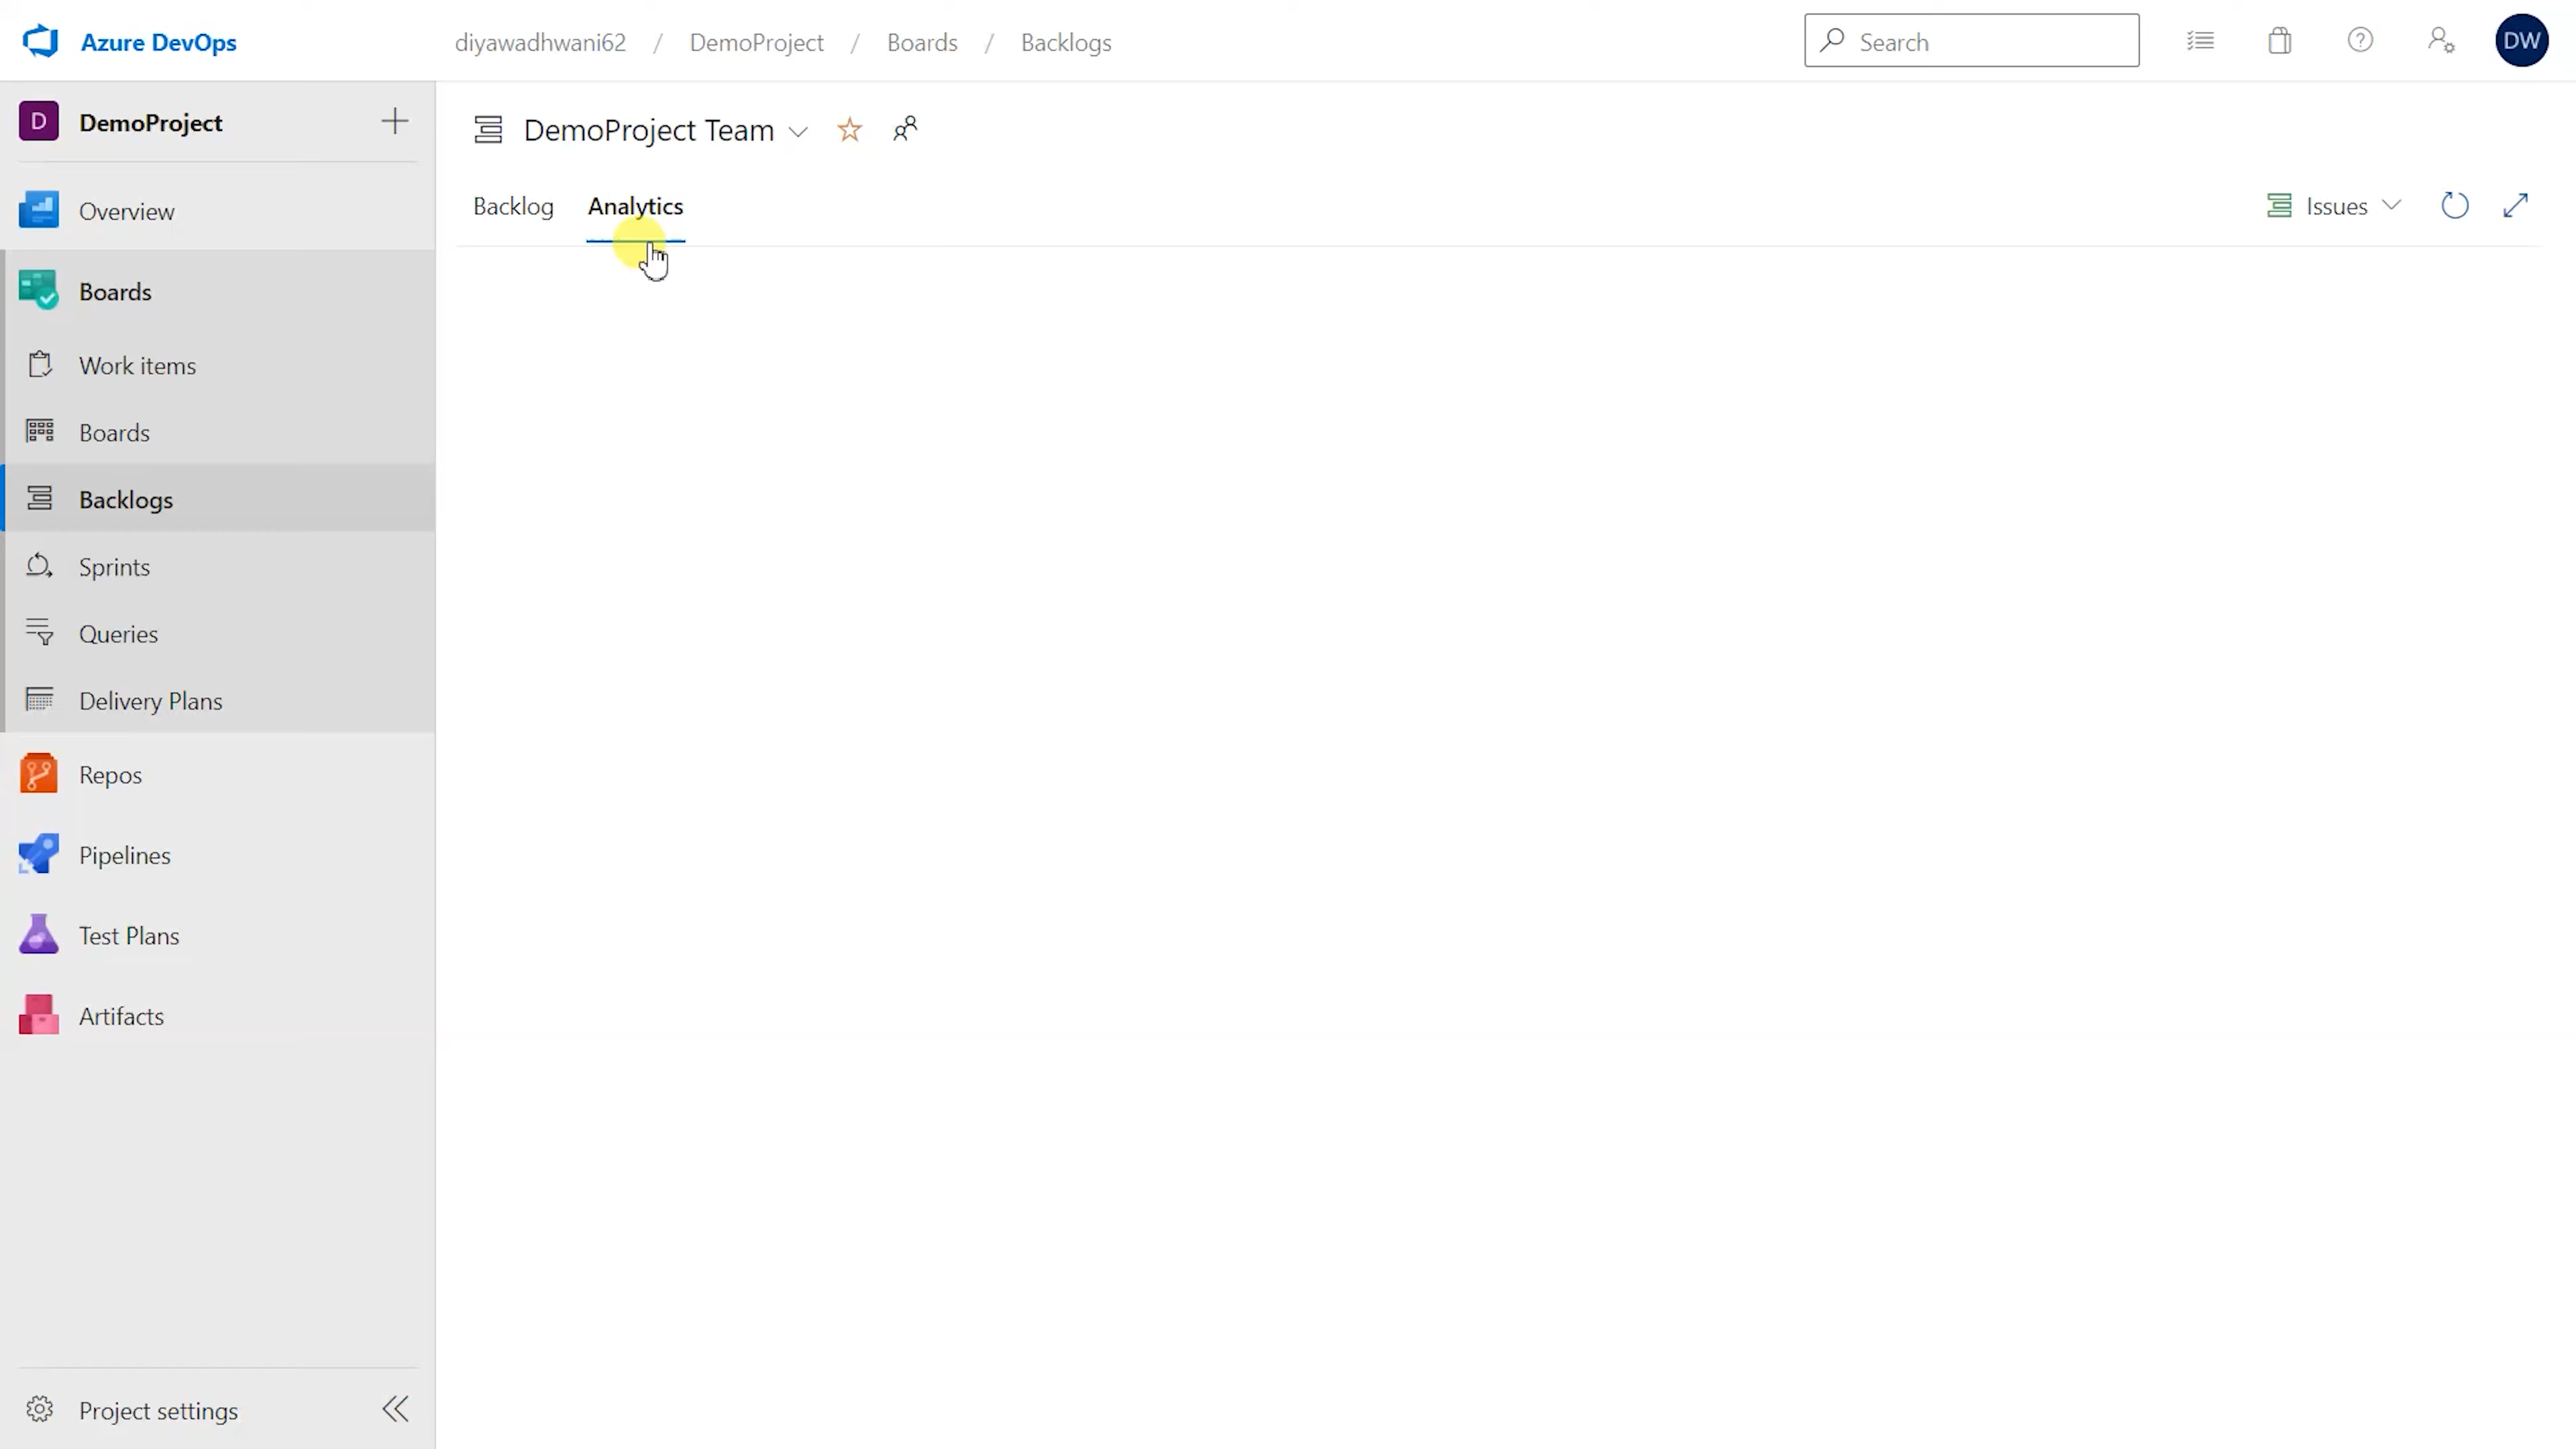 Azure DevOps
diyawadhwani62 / DemoProject / Boards / Backlogs
Search
DW
D
DemoProject
Overview
Boards
Work items
Boards
Backlogs
Sprints
Queries
Delivery Plans
Repos
Pipelines
Test Plans
Artifacts
Project settings
DemoProject Team
Backlog Analytics
Issues